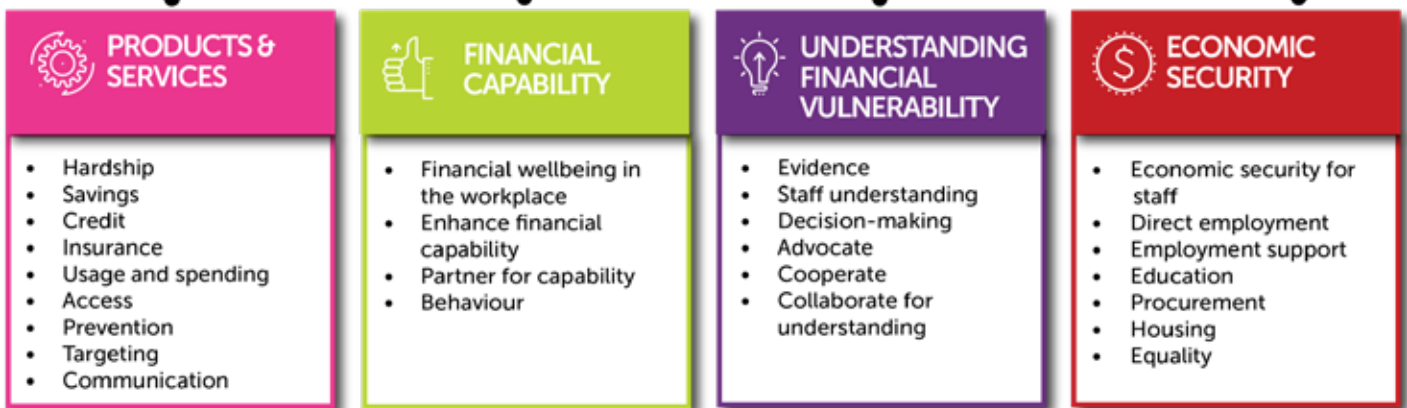 PRODUCTS &
SERVICES
• Hardship
• Savings
• Credit
• Insurance
• Usage and spending
• Access
• Prevention
• Targeting
• Communication
FINANCIAL
CAPABILITY
• Financial wellbeing in
the workplace
• Enhance financial
capability
• Partner for capability
• Behaviour
UNDERSTANDING
FINANCIAL
VULNERABILITY
• Evidence
• Staff understanding
• Decision-making
• Advocate
• Cooperate
• Collaborate for
understanding
$ ECONOMIC
SECURITY
• Economic security for
staff
• Direct employment
• Employment support
• Education
• Procurement
• Housing
• Equality